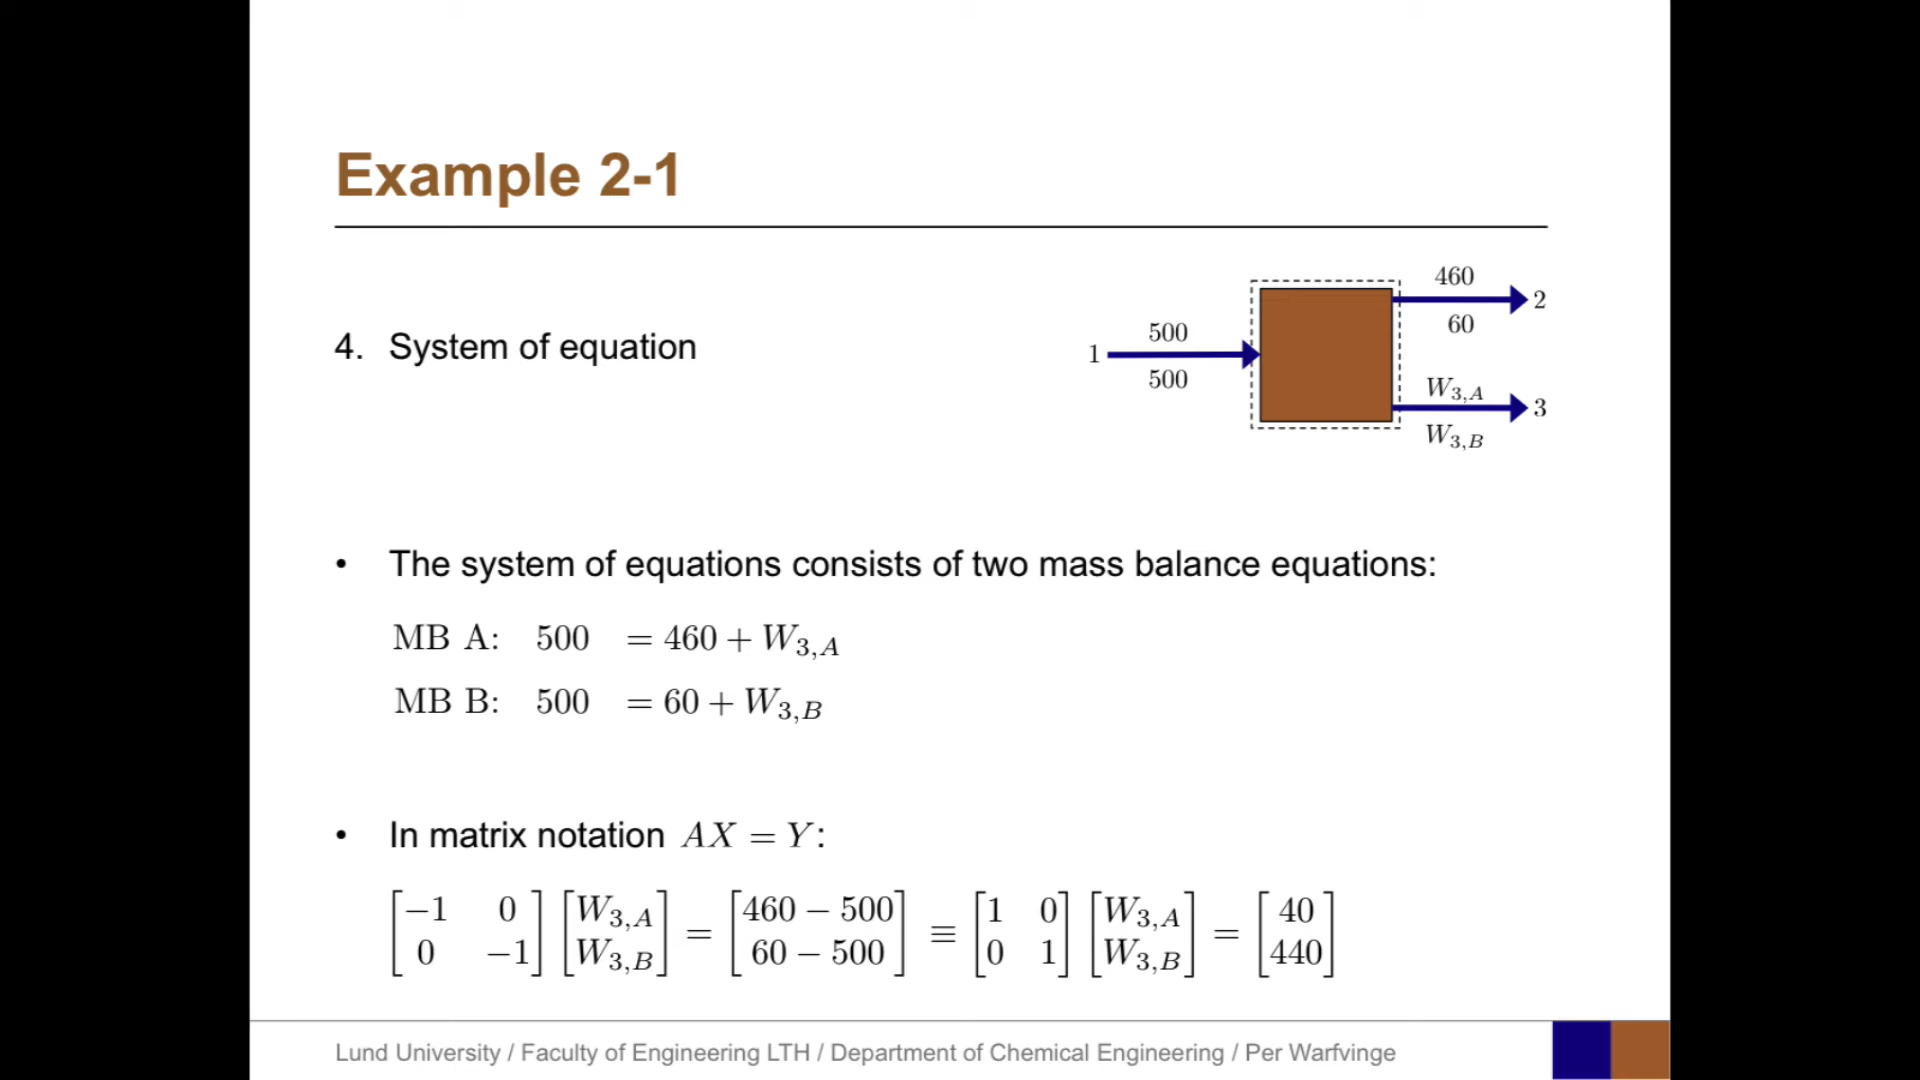 Example 2-1
4. System of equation
460
2
60
500
1
500
W3,A
3
W3,B
• The system of equations consists of two mass balance equations:
MB A: 500 = 460 + W3,A
MB B: 500 = 60 + W3,B
• In matrix notation AX = Y:
[−1 0] [W3,A] = [460 − 500] ≡ [1 0] [W3,A] = [40]
[0 −1] [W3,B] [60 − 500] [0 1] [W3,B] [440]
Lund University / Faculty of Engineering LTH / Department of Chemical Engineering / Per Warfvinge